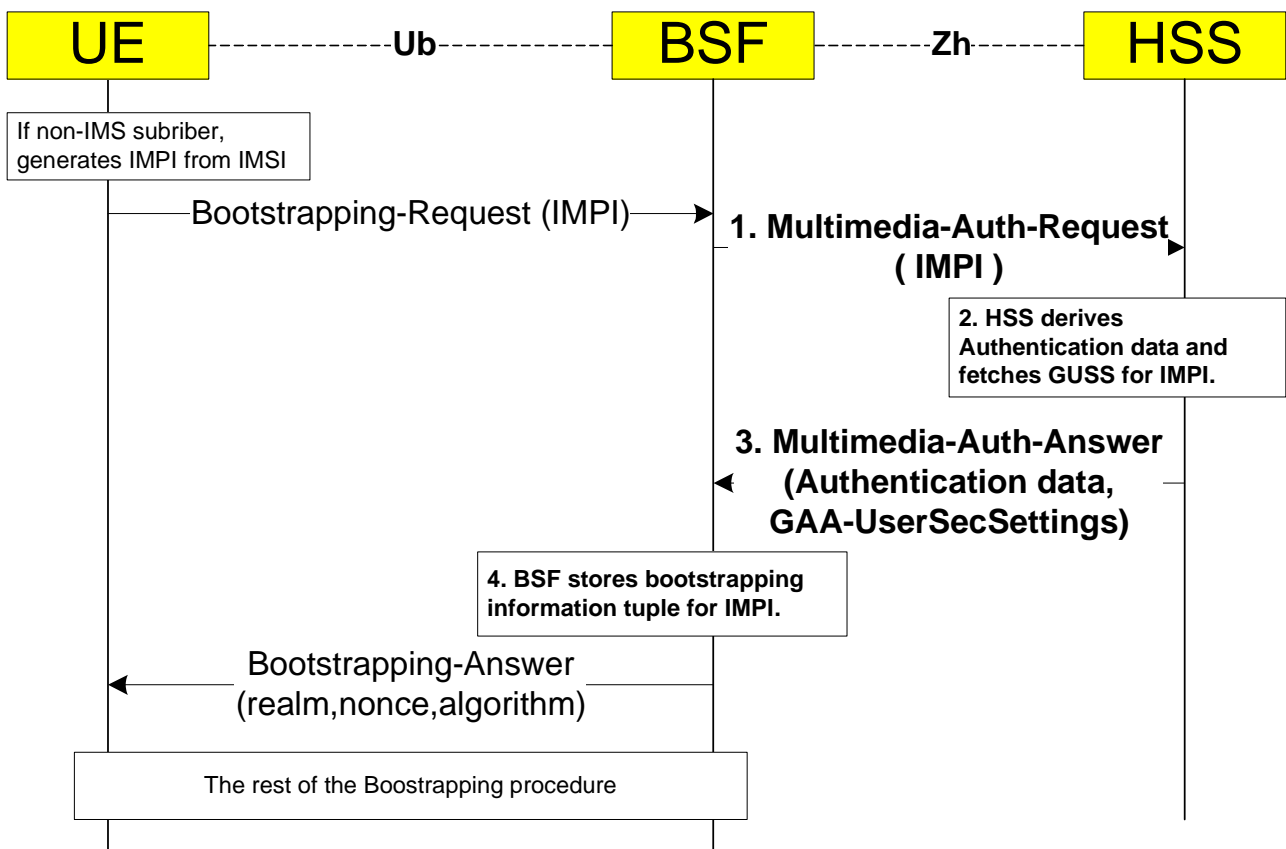 UE
Ub
BSF
Zh
HSS
If non-IMS subriber,
generates IMPI from IMSI
Bootstrapping-Request (IMPI)
1. Multimedia-Auth-Request
( IMPI )
2. HSS derives
Authentication data and
fetches GUSS for IMPI.
3. Multimedia-Auth-Answer
(Authentication data,
GAA-UserSecSettings)
4. BSF stores bootstrapping
information tuple for IMPI.
Bootstrapping-Answer
(realm,nonce,algorithm)
The rest of the Boostrapping procedure